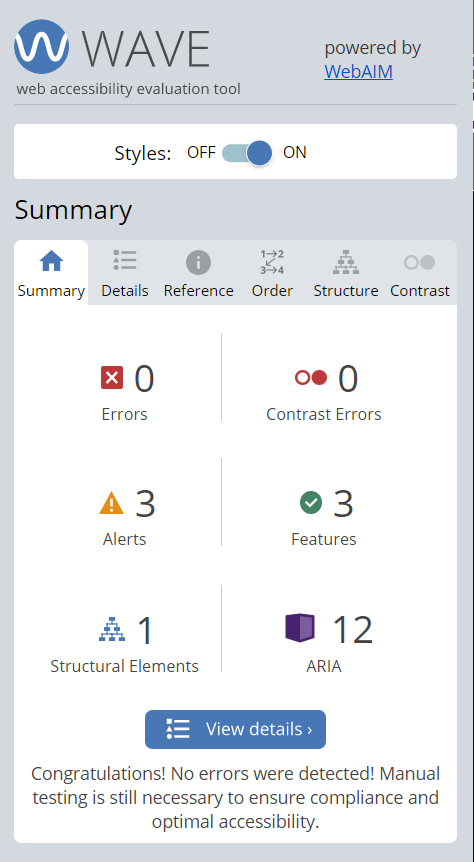 WAVE
web accessibility evaluation tool
powered by
WebAIM
Styles: OFF ON
Summary
1→2
3→4
Summary Details Reference Order Structure Contrast
0 0
Errors Contrast Errors
3 3
Alerts Features
1 12
Structural Elements ARIA
View details ›
Congratulations! No errors were detected! Manual
testing is still necessary to ensure compliance and
optimal accessibility.